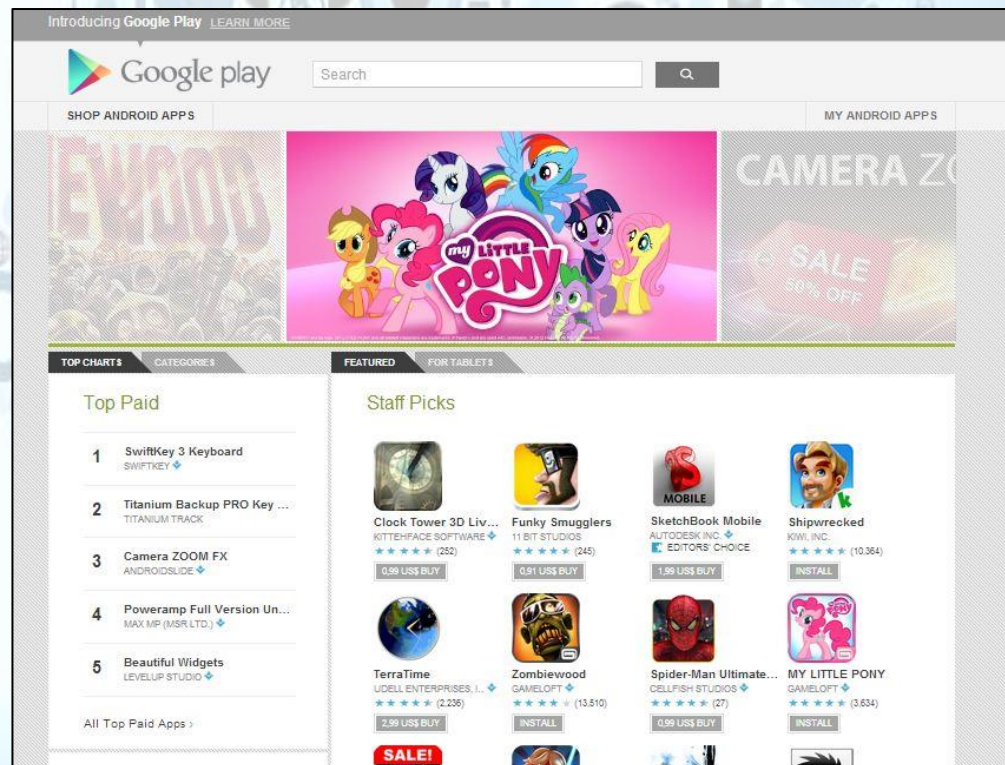 Introducing Google Play LEARN MORE
Google play
Search
SHOP ANDROID APPS
MY ANDROID APPS
my LITTLE
PONY
CAMERA ZO
SALE
50% OFF
TOP CHARTS
CATEGORIES
FEATURED
FOR TABLETS
Top Paid
1
SwiftKey 3 Keyboard
SWIFTKEY
2
Titanium Backup PRO Key ...
TITANIUM TRACK
3
Camera ZOOM FX
ANDROIDSLIDE
4
Poweramp Full Version Un...
MAX MP (MSR LTD.)
5
Beautiful Widgets
LEVELUP STUDIO
All Top Paid Apps ›
Staff Picks
MOBILE
Clock Tower 3D Liv...
KITTEHFACE SOFTWARE
(252)
0,99 US$ BUY
Funky Smugglers
11 BIT STUDIOS
(245)
0,91 US$ BUY
SketchBook Mobile
AUTODESK INC.
EDITORS' CHOICE
1,99 US$ BUY
Shipwrecked
KIWI, INC.
(10.364)
INSTALL
TerraTime
UDELL ENTERPRISES, I..
(2.236)
2,99 US$ BUY
Zombiewood
GAMELOFT
(13,510)
INSTALL
Spider-Man Ultimate...
CELLFISH STUDIOS
(27)
0,99 US$ BUY
MY LITTLE PONY
GAMELOFT
(3,634)
INSTALL
SALE!